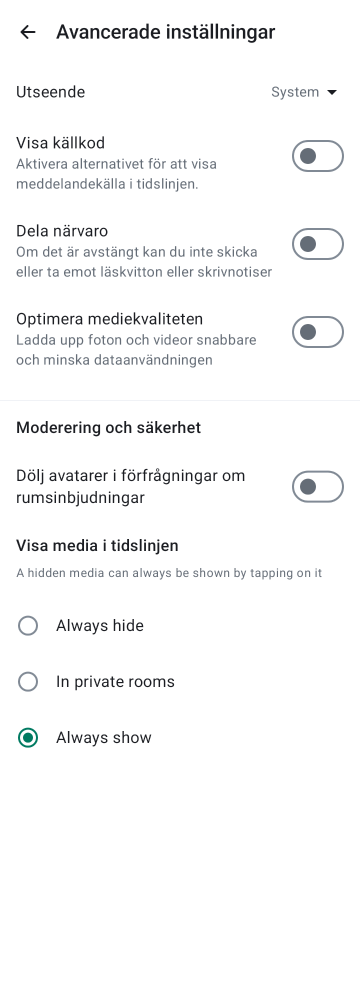 Avancerade inställningar
Utseende
System
Visa källkod
Aktivera alternativet för att visa
meddelandekälla i tidslinjen.
Dela närvaro
Om det är avstängt kan du inte skicka
eller ta emot läskvitton eller skrivnotiser
Optimera mediekvaliteten
Ladda upp foton och videor snabbare
och minska dataanvändningen
Moderering och säkerhet
Dölj avatarer i förfrågningar om
rumsinbjudningar
Visa media i tidslinjen
A hidden media can always be shown by tapping on it
Always hide
In private rooms
Always show